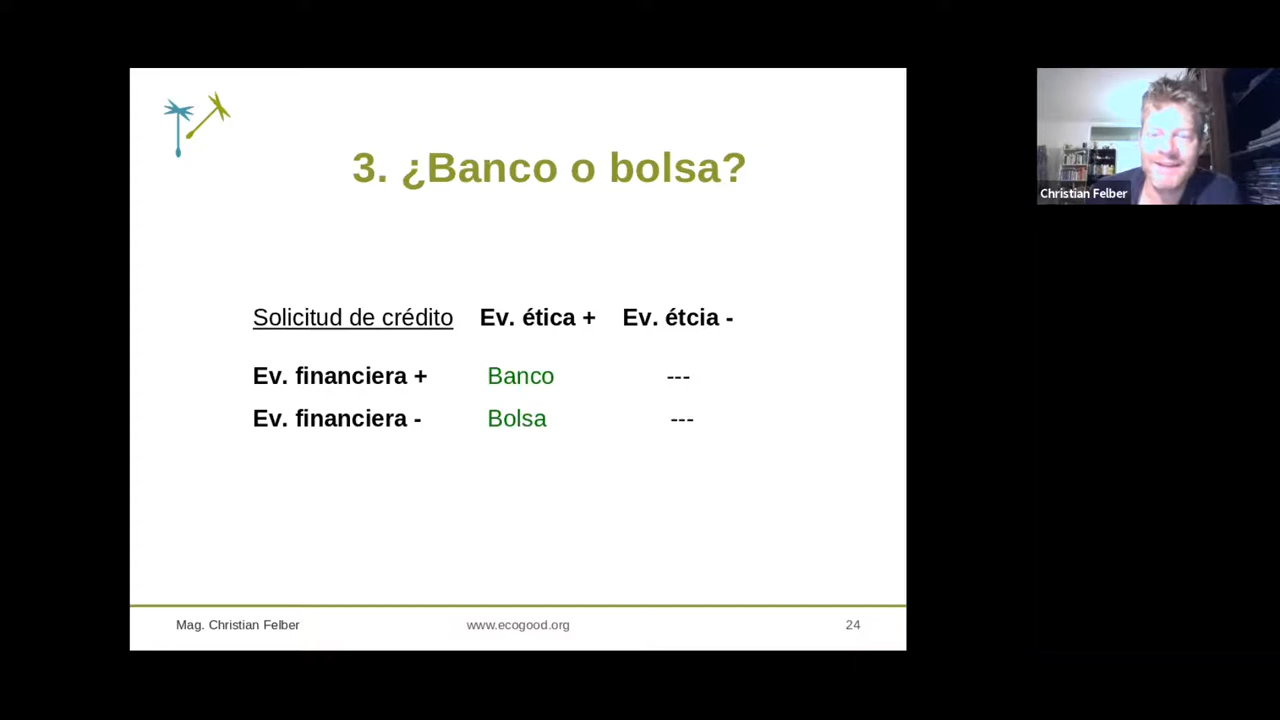 3. ¿Banco o bolsa?
Christian Felber
Solicitud de crédito Ev. ética + Ev. étcia -
Ev. financiera + Banco ---
Ev. financiera - Bolsa ---
Mag. Christian Felber www.ecogood.org 24